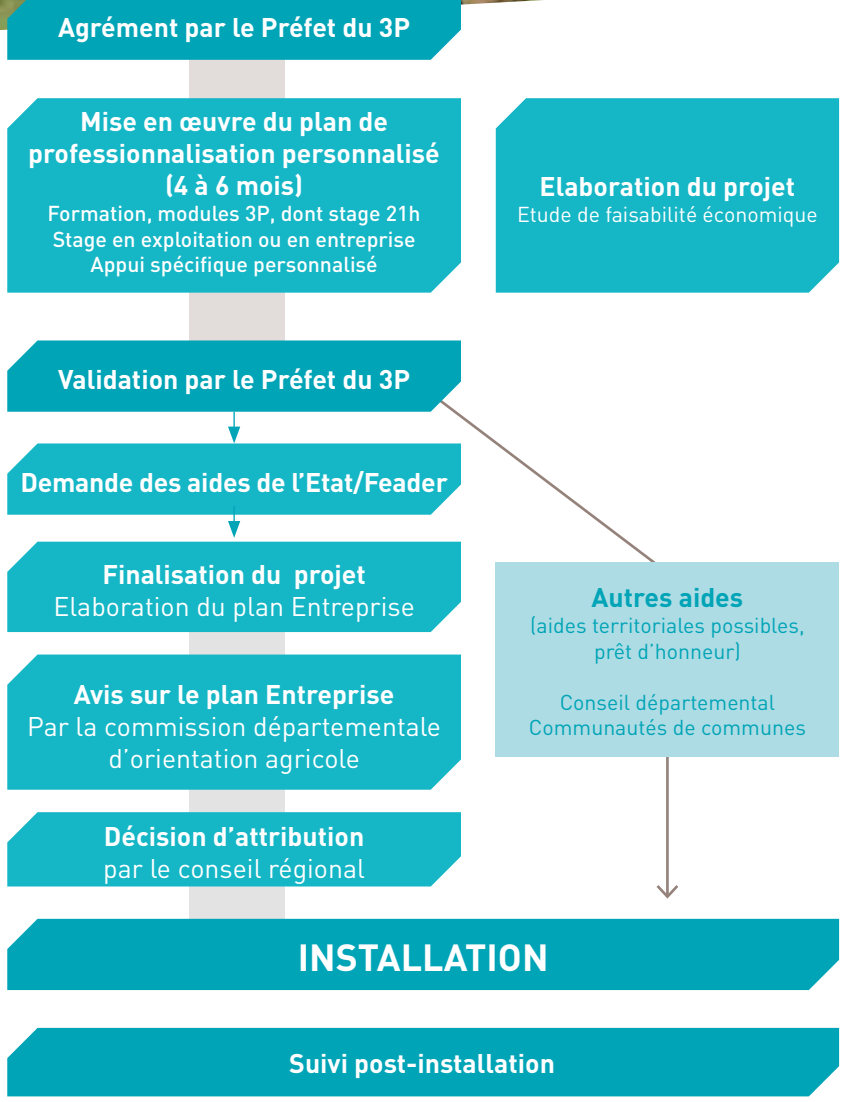 Agrément par le Préfet du 3P
Mise en œuvre du plan de
professionnalisation personnalisé
(4 à 6 mois)
Formation, modules 3P, dont stage 21h
Stage en exploitation ou en entreprise
Appui spécifique personnalisé
Elaboration du projet
Etude de faisabilité économique
Validation par le Préfet du 3P
Demande des aides de l'Etat/Feader
Finalisation du projet
Elaboration du plan Entreprise
Autres aides
(aides territoriales possibles,
prêt d'honneur)
Conseil départemental
Communautés de communes
Avis sur le plan Entreprise
Par la commission départementale
d'orientation agricole
Décision d'attribution
par le conseil régional
INSTALLATION
Suivi post-installation